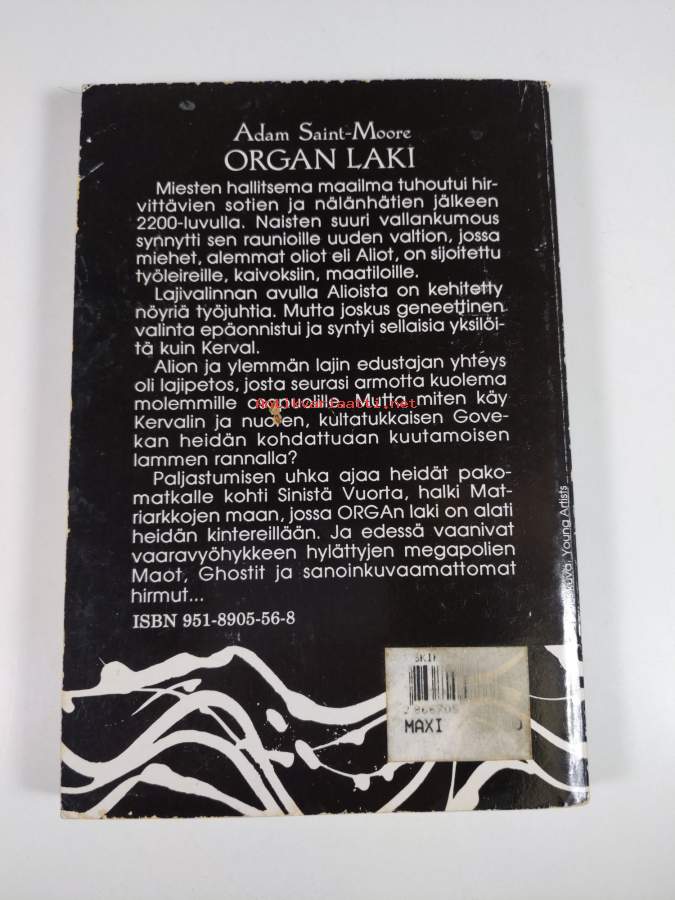 Adam Saint-Moore
ORGAN LAKI
Miesten hallitsema maailma tuhoutui hir-
vittävien sotien ja nälänhätien jälkeen
2200-luvulla. Naisten suuri vallankumous
synnytti sen raunioille uuden valtion, jossa
miehet, alemmat oliot eli Aliot, on sijoitettu
työleireille, kaivoksiin, maatiloille.
Lajivalinnan avulla Alioista on kehitetty
nöyriä työjuhtia. Mutta joskus geneettinen
valinta epäonnistui ja syntyi sellaisia yksilöi-
tä kuin Kerval.
Alion ja ylemmän lajin edustajan yhteys
oli lajipetos, josta seurasi armotta kuolema
molemmille osapuolille. Mutta miten käy
Kervalin ja nuoren, kultatukkaisen Gove-
kan heidän kohdattudan kuutamoisen
lammen rannalla?
Paljastumisen uhka ajaa heidät pako-
matkalle kohti Sinistä Vuorta, halki Mat-
riarkkojen maan, jossa ORGAn laki on alati
heidän kintereillään. Ja edessä vaanivat
vaaravyöhykkeen hylättyjen megapolien
Maot, Ghostit ja sanoinkuvaamattomat
hirmut...
ISBN 951-8905-56-8
Young Artists
MAXI